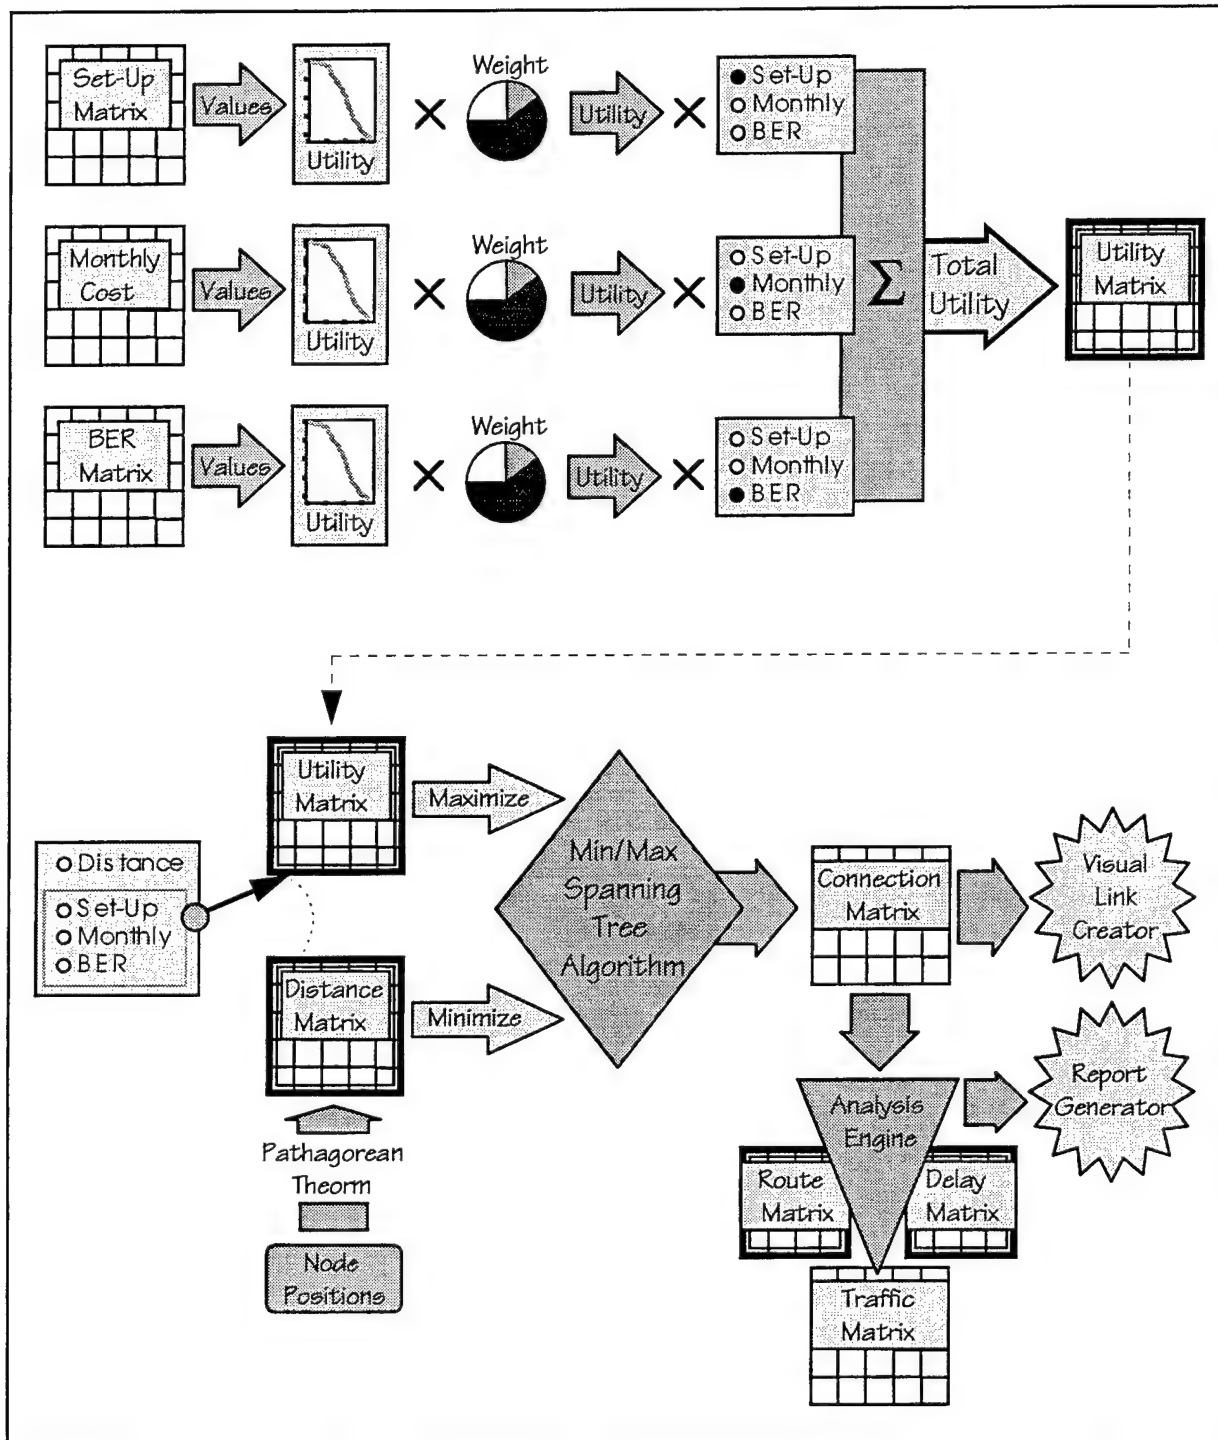 Set-Up
Matrix
Values
Utility
Weight
Utility
Set-Up
Monthly
BER
Monthly
Cost
Values
Utility
Weight
Utility
Set-Up
Monthly
BER
Σ
Total
Utility
Utility
Matrix
BER
Matrix
Values
Utility
Weight
Utility
Set-Up
Monthly
BER
Utility
Matrix
Maximize
Distance
Set-Up
Monthly
BER
Distance
Matrix
Minimize
Pathagorean
Theorm
Node
Positions
Min/Max
Spanning
Tree
Algorithm
Connection
Matrix
Visual
Link
Creator
Analysis
Engine
Report
Generator
Route
Matrix
Delay
Matrix
Traffic
Matrix